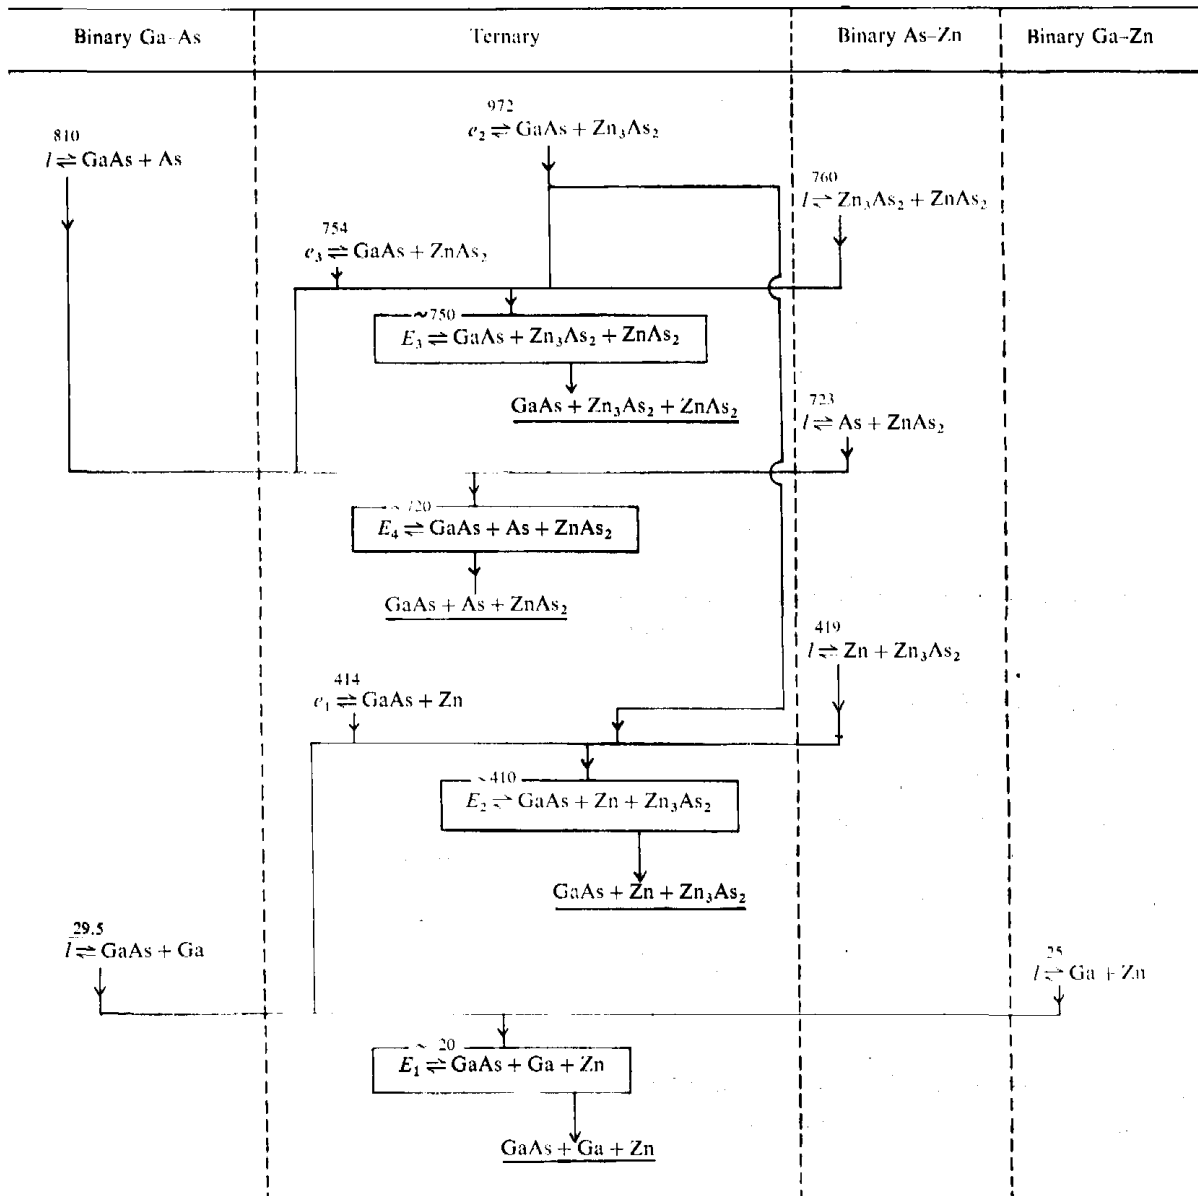 Binary Ga–As Ternary Binary As–Zn Binary Ga–Zn
972
e₂ ⇌ GaAs + Zn₃As₂
810
l ⇌ GaAs + As
760
l ⇌ Zn₃As₂ + ZnAs₂
754
e₃ ⇌ GaAs + ZnAs₂
~750
E₃ ⇌ GaAs + Zn₃As₂ + ZnAs₂
GaAs + Zn₃As₂ + ZnAs₂
723
l ⇌ As + ZnAs₂
~720
E₄ ⇌ GaAs + As + ZnAs₂
GaAs + As + ZnAs₂
419
l ⇌ Zn + Zn₃As₂
414
e₁ ⇌ GaAs + Zn
~410
E₂ ⇌ GaAs + Zn + Zn₃As₂
GaAs + Zn + Zn₃As₂
29.5
l ⇌ GaAs + Ga
25
l ⇌ Ga + Zn
~20
E₁ ⇌ GaAs + Ga + Zn
GaAs + Ga + Zn